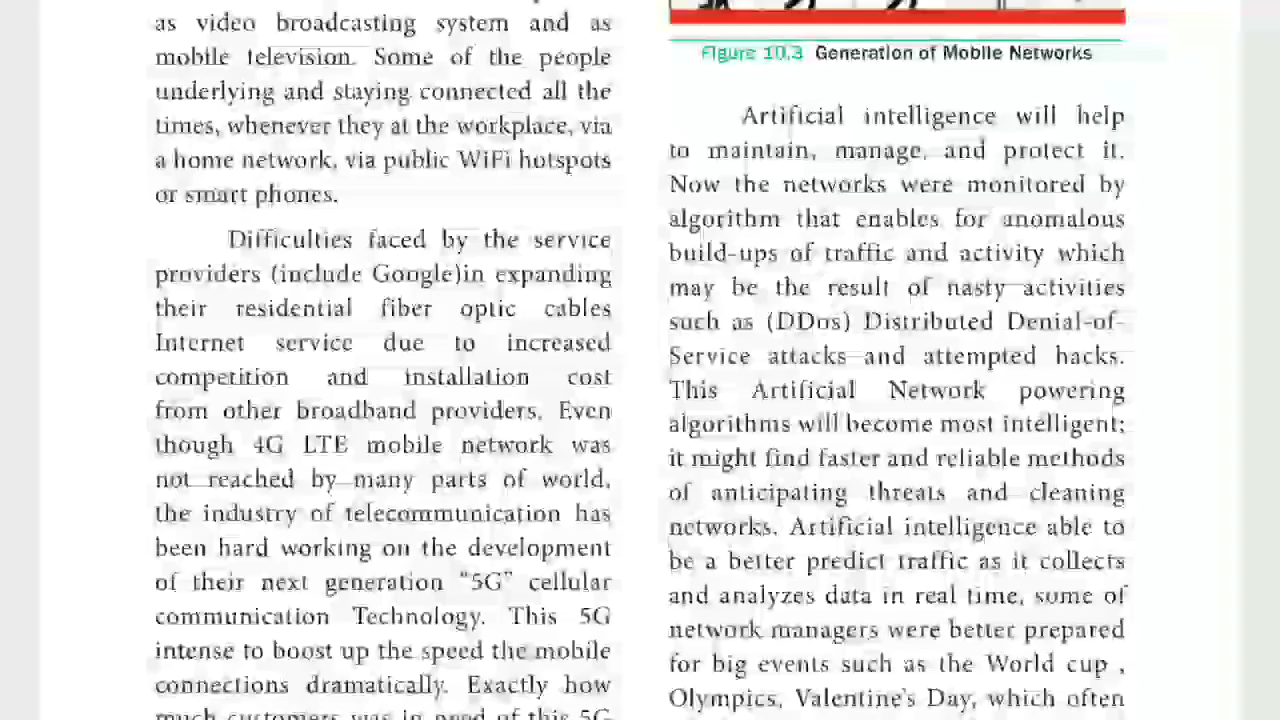 as video broadcasting system and as
mobile television. Some of the people
underlying and staying connected all the
times, whenever they at the workplace, via
a home network, via public WiFi hotspots
or smart phones.
Difficulties faced by the service
providers (include Google)in expanding
their residential fiber optic cables
Internet service due to increased
competition and installation cost
from other broadband providers. Even
though 4G LTE mobile network was
not reached by many parts of world,
the industry of telecommunication has
been hard working on the development
of their next generation "5G" cellular
communication Technology. This 5G
intense to boost up the speed the mobile
connections dramatically. Exactly how
much customers was in need of this 5G
Figure 10.3 Generation of Mobile Networks
Artificial intelligence will help
to maintain, manage, and protect it.
Now the networks were monitored by
algorithm that enables for anomalous
build-ups of traffic and activity which
may be the result of nasty activities
such as (DDos) Distributed Denial-of-
Service attacks and attempted hacks.
This Artificial Network powering
algorithms will become most intelligent;
it might find faster and reliable methods
of anticipating threats and cleaning
networks. Artificial intelligence able to
be a better predict traffic as it collects
and analyzes data in real time, some of
network managers were better prepared
for big events such as the World cup ,
Olympics, Valentine's Day, which often